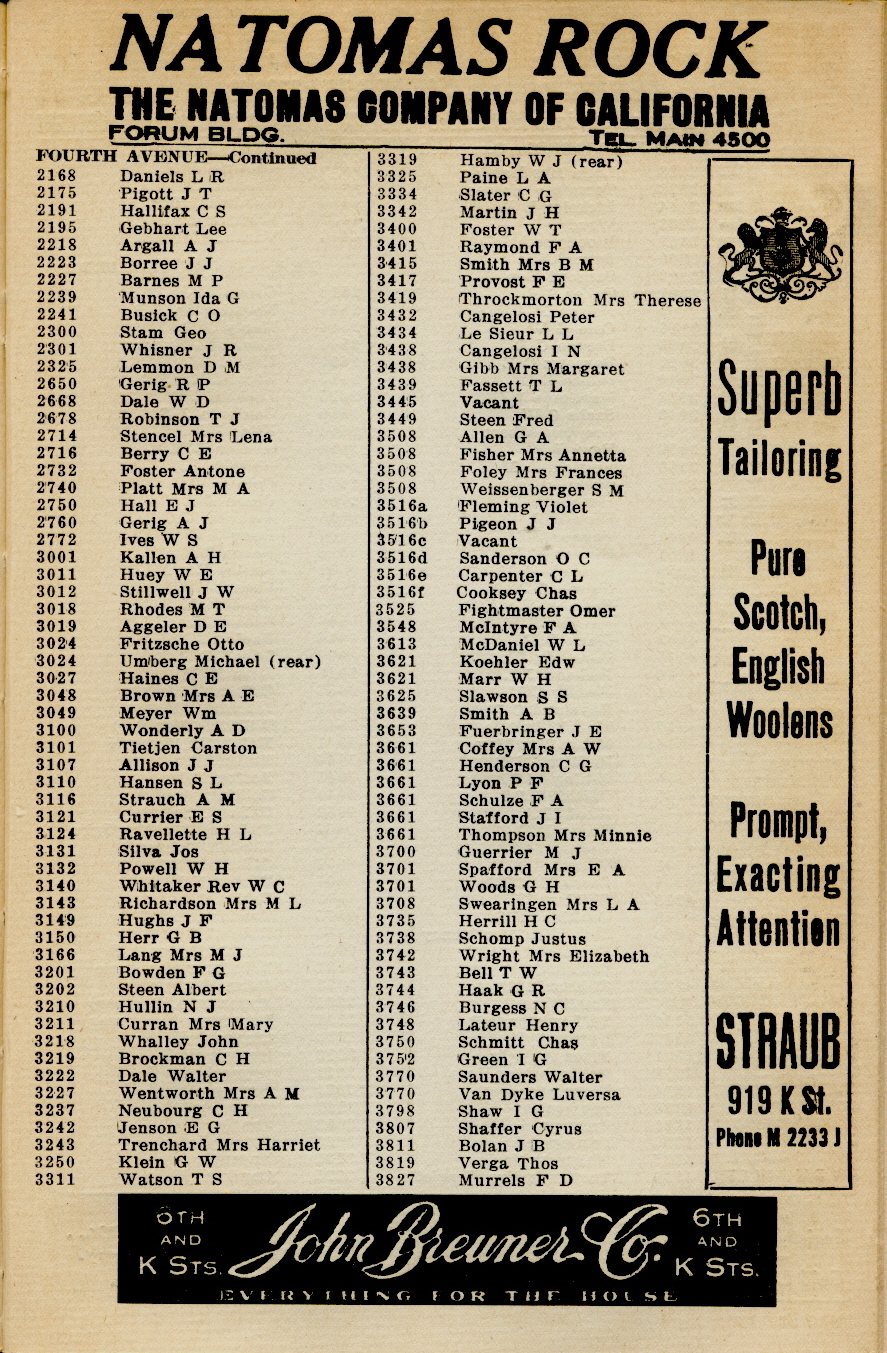 NATOMAS ROCK
THE NATOMAS COMPANY OF CALIFORNIA
FORUM BLDG. TEL. MAIN 4500
FOURTH AVENUE—Continued
2168 Daniels L R
2175 Pigott J T
2191 Hallifax C S
2195 Gebhart Lee
2218 Argall A J
2223 Borree J J
2227 Barnes M P
2239 Munson Ida G
2241 Busick C O
2300 Stam Geo
2301 Whisner J R
2325 Lemmon D M
2650 Gerig R P
2668 Dale W D
2678 Robinson T J
2714 Stencel Mrs Lena
2716 Berry C E
2732 Foster Antone
2740 Platt Mrs M A
2750 Hall E J
2760 Gerig A J
2772 Ives W S
3001 Kallen A H
3011 Huey W E
3012 Stillwell J W
3018 Rhodes M T
3019 Aggeler D E
3024 Fritzsche Otto
3024 Umberg Michael (rear)
3027 Haines C E
3048 Brown Mrs A E
3049 Meyer Wm
3100 Wonderly A D
3101 Tietjen Carston
3107 Allison J J
3110 Hansen S L
3116 Strauch A M
3121 Currier E S
3124 Ravellette H L
3131 Silva Jos
3132 Powell W H
3140 Whitaker Rev W C
3143 Richardson Mrs M L
3149 Hughs J F
3150 Herr G B
3166 Lang Mrs M J
3201 Bowden F G
3202 Steen Albert
3210 Hullin N J
3211 Curran Mrs Mary
3218 Whalley John
3219 Brockman C H
3222 Dale Walter
3227 Wentworth Mrs A M
3237 Neubourg C H
3242 Jenson E G
3243 Trenchard Mrs Harriet
3250 Klein G W
3311 Watson T S
3319 Hamby W J (rear)
3325 Paine L A
3334 Slater C G
3342 Martin J H
3400 Foster W T
3401 Raymond F A
3415 Smith Mrs B M
3417 Provost F E
3419 Throckmorton Mrs Therese
3432 Cangelosi Peter
3434 Le Sieur L L
3438 Cangelosi I N
3438 Gibb Mrs Margaret
3439 Fassett T L
3445 Vacant
3449 Steen Fred
3508 Allen G A
3508 Fisher Mrs Annetta
3508 Foley Mrs Frances
3508 Weissenberger S M
3516a Fleming Violet
3516b Pigeon J J
3516c Vacant
3516d Sanderson O C
3516e Carpenter C L
3516f Cooksey Chas
3525 Fightmaster Omer
3548 McIntyre F A
3613 McDaniel W L
3621 Koehler Edw
3621 Marr W H
3625 Slawson S S
3639 Smith A B
3653 Fuerbringer J E
3661 Coffey Mrs A W
3661 Henderson C G
3661 Lyon P F
3661 Schulze F A
3661 Stafford J I
3661 Thompson Mrs Minnie
3700 Guerrier M J
3701 Spafford Mrs E A
3701 Woods G H
3708 Swearingen Mrs L A
3735 Herrill H C
3738 Schomp Justus
3742 Wright Mrs Elizabeth
3743 Bell T W
3744 Haak G R
3746 Burgess N C
3748 Lateur Henry
3750 Schmitt Chas
3752 Green I G
3770 Saunders Walter
3770 Van Dyke Luversa
3798 Shaw I G
3807 Shaffer Cyrus
3811 Bolan J B
3819 Verga Thos
3827 Murrels F D
Superb
Tailoring
Pure
Scotch,
English
Woolens
Prompt,
Exacting
Attention
STRAUB
919 K St.
Phone M 2233 J
6TH AND K STS.
John Breuner Co.
6TH AND K STS.
EVERYTHING FOR THE HOUSE